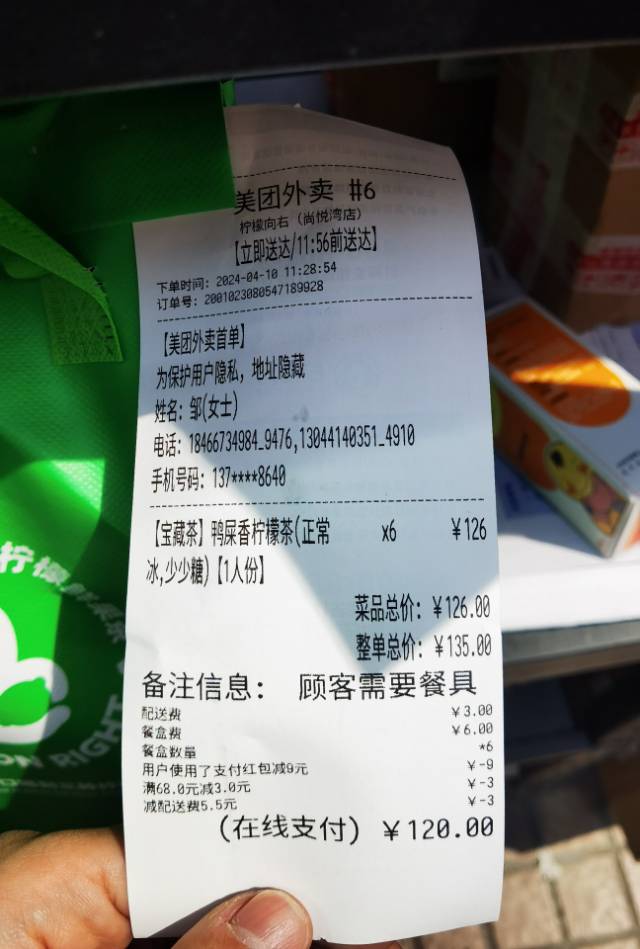 美团外卖 #6
柠檬向右（尚悦湾店）
【立即送达/11:56前送达】
下单时间: 2024-04-10 11:28:54
订单号: 2001023080547189928
【美团外卖首单】
为保护用户隐私，地址隐藏
姓名: 邹(女士)
电话: 18466734984_9476,13044140351_4910
手机号码: 137****8640
【宝藏茶】鸭屎香柠檬茶(正常 x6 ￥126
冰,少少糖)【1人份】
菜品总价: ￥126.00
整单总价: ￥135.00
备注信息: 顾客需要餐具
配送费 ￥3.00
餐盒费 ￥6.00
餐盒数量 *6
用户使用了支付红包减9元 ￥-9
满68.0元减3.0元 ￥-3
减配送费5.5元 ￥-3
(在线支付) ￥120.00
柠檬
ON RIGHT